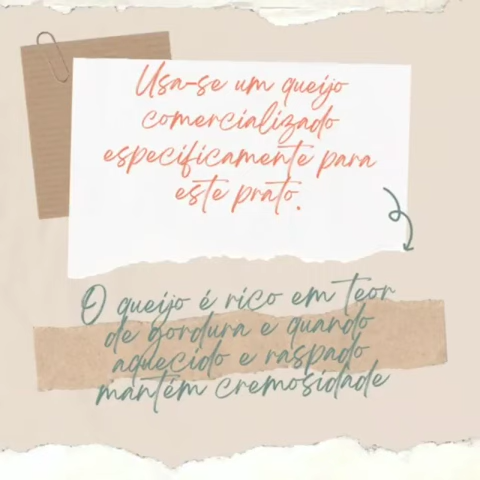 Usa-se um queijo
comercializado
especificamente para
este prato.
O queijo é rico em teor
de gordura e quando
aquecido e raspado
mantém cremosidade